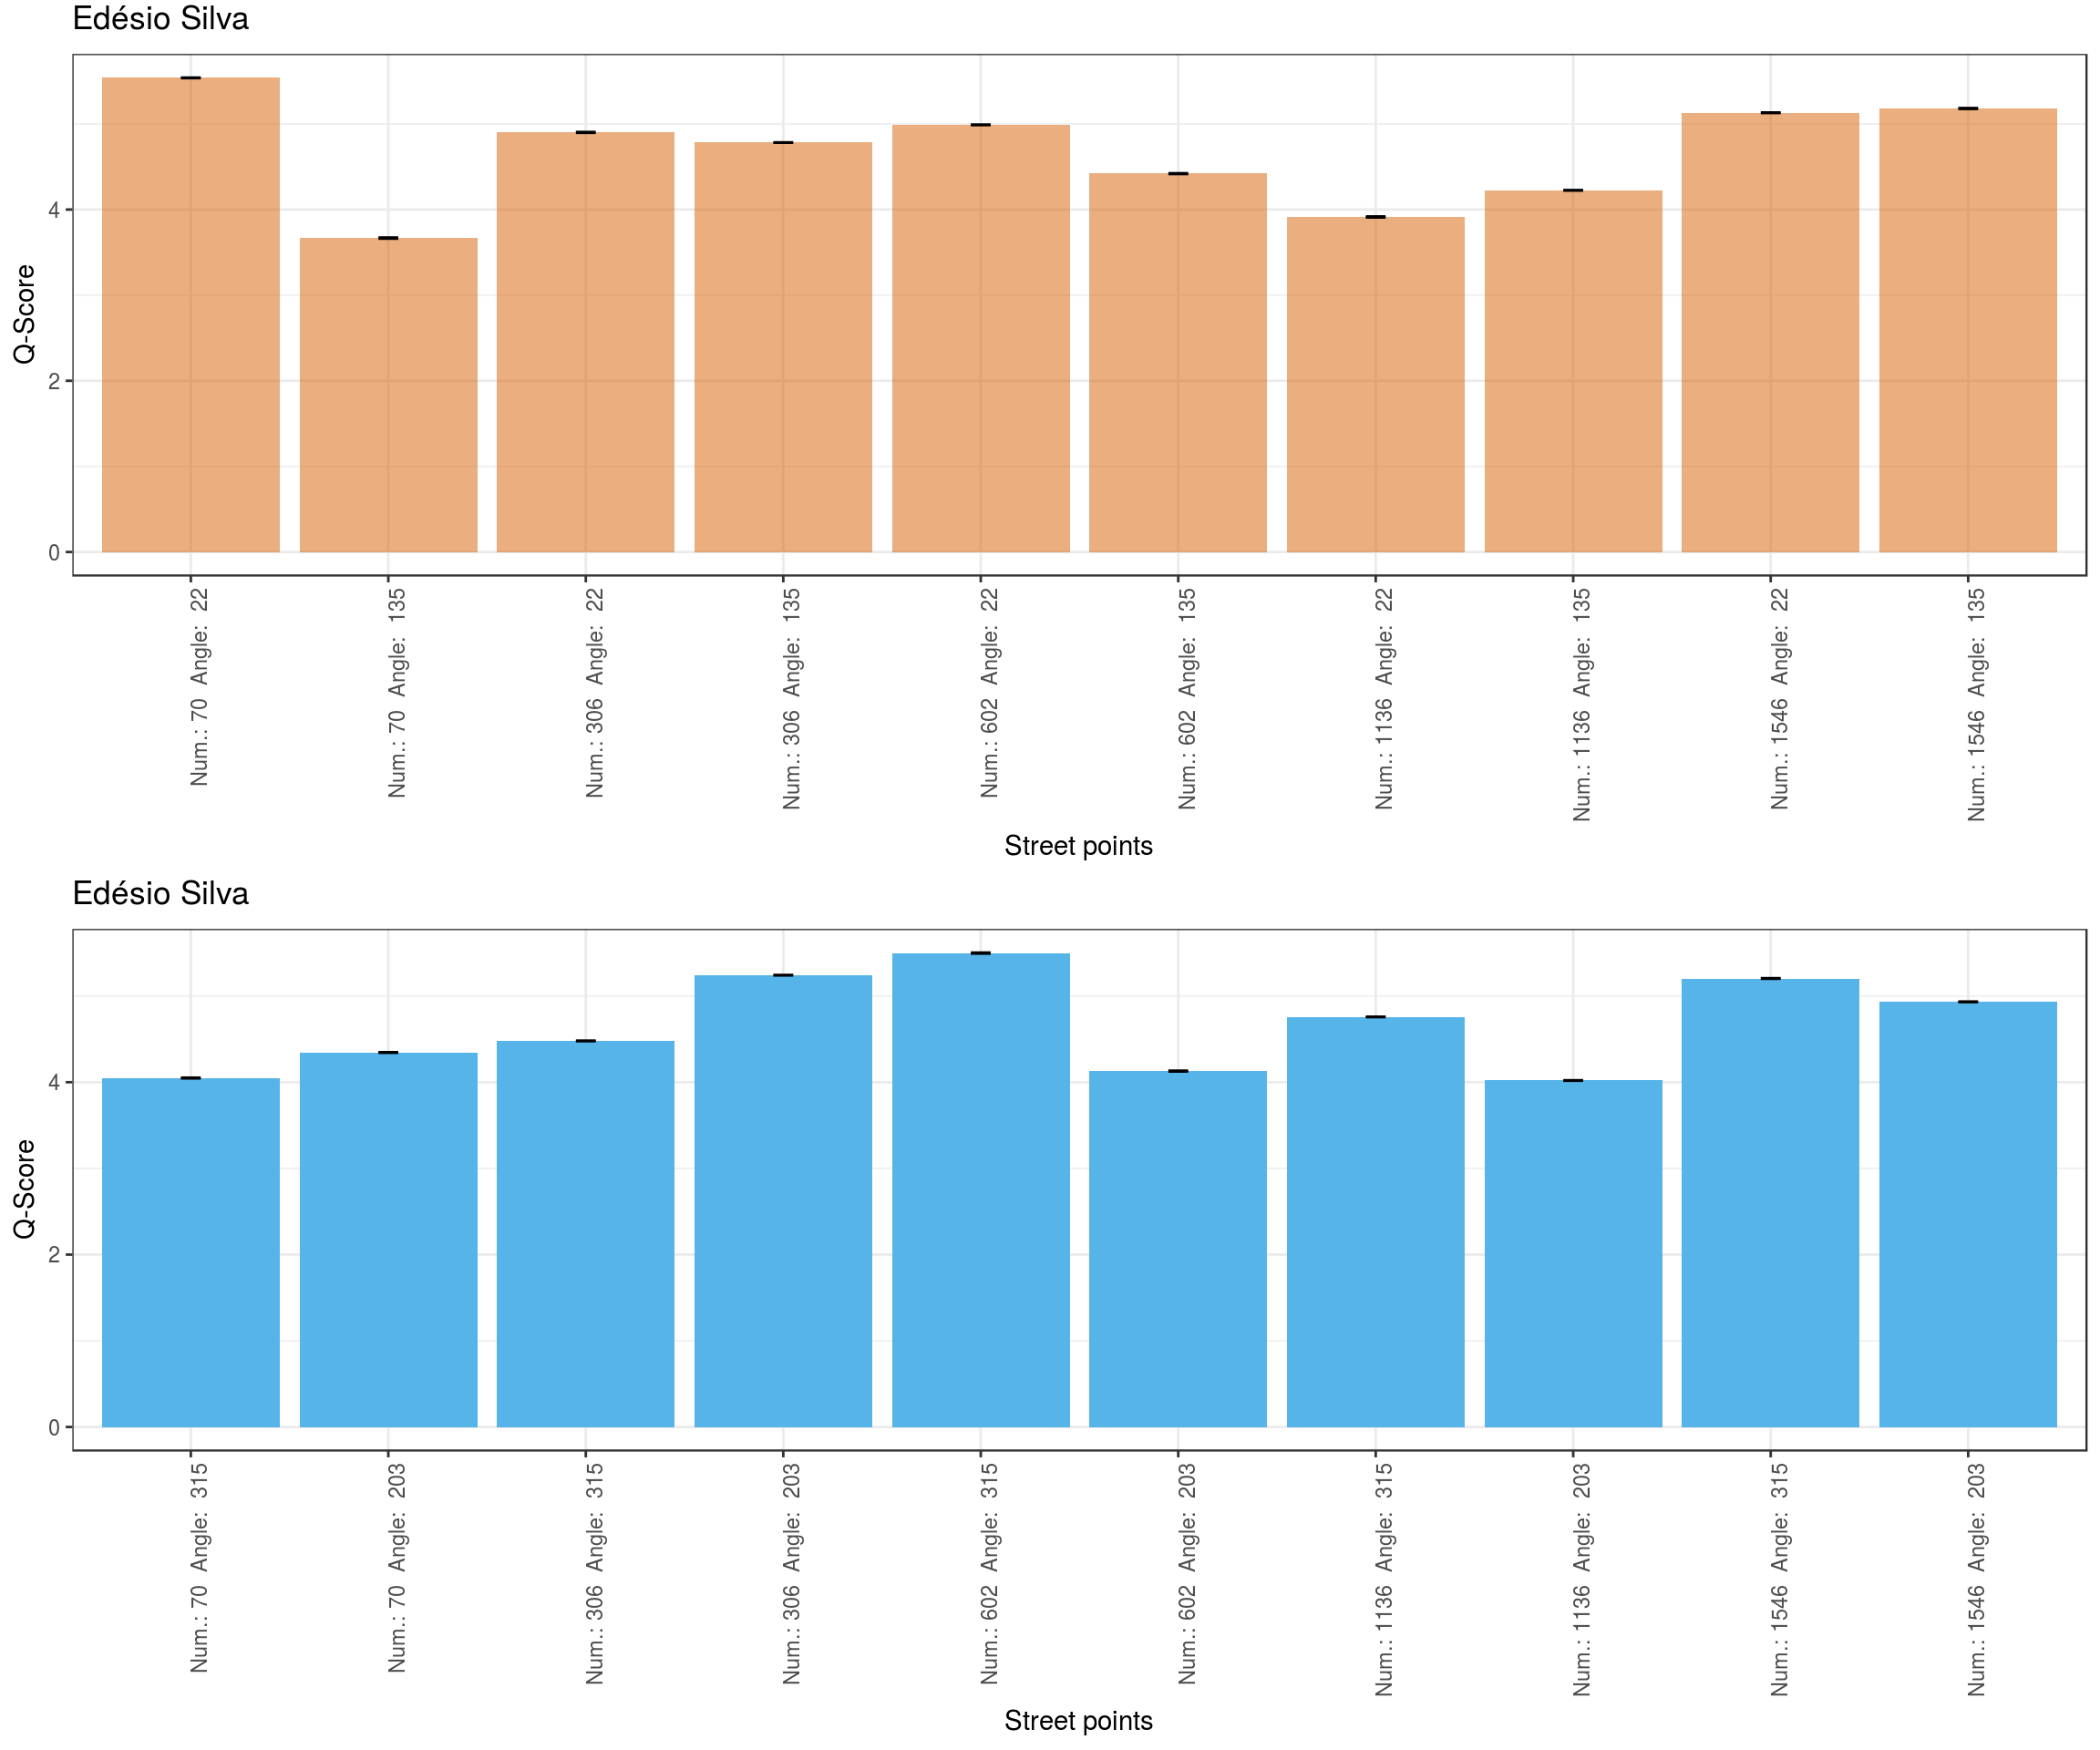 Edésio Silva
Q-Score
4
2
0
Num.: 70 Angle: 22
Num.: 70 Angle: 135
Num.: 306 Angle: 22
Num.: 306 Angle: 135
Num.: 602 Angle: 22
Num.: 602 Angle: 135
Num.: 1136 Angle: 22
Num.: 1136 Angle: 135
Num.: 1546 Angle: 22
Num.: 1546 Angle: 135
Street points
Edésio Silva
Q-Score
4
2
0
Num.: 70 Angle: 315
Num.: 70 Angle: 203
Num.: 306 Angle: 315
Num.: 306 Angle: 203
Num.: 602 Angle: 315
Num.: 602 Angle: 203
Num.: 1136 Angle: 315
Num.: 1136 Angle: 203
Num.: 1546 Angle: 315
Num.: 1546 Angle: 203
Street points